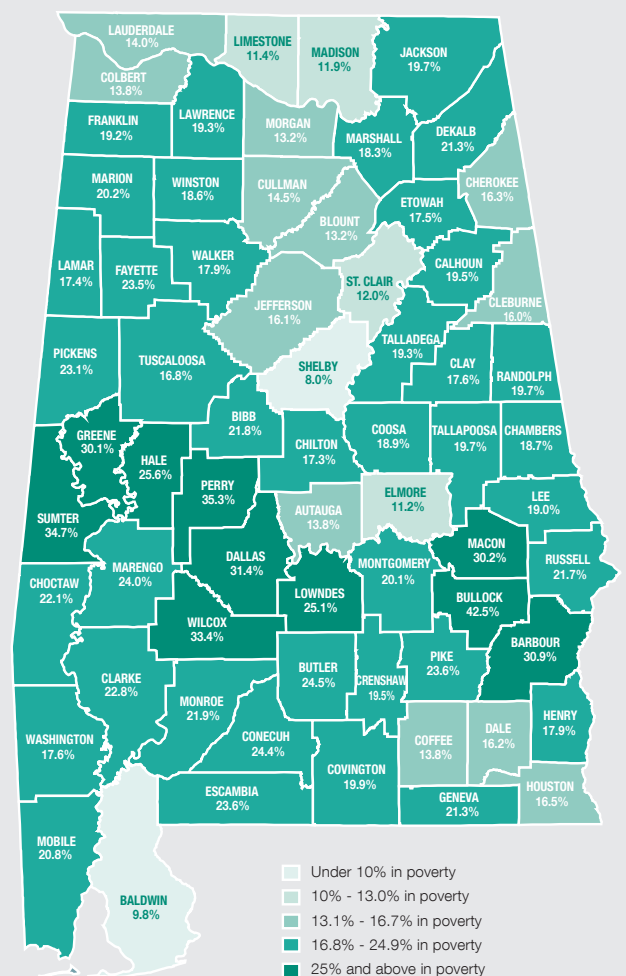 LAUDERDALE
14.0%
LIMESTONE
11.4%
MADISON
11.9%
JACKSON
19.7%
COLBERT
13.8%
FRANKLIN
19.2%
LAWRENCE
19.3%
MORGAN
13.2%
MARSHALL
18.3%
DEKALB
21.3%
MARION
20.2%
WINSTON
18.6%
CULLMAN
14.5%
CHEROKEE
16.3%
ETOWAH
17.5%
BLOUNT
13.2%
LAMAR
17.4%
FAYETTE
23.5%
WALKER
17.9%
CALHOUN
19.5%
ST. CLAIR
12.0%
JEFFERSON
16.1%
CLEBURNE
16.0%
PICKENS
23.1%
TUSCALOOSA
16.8%
SHELBY
8.0%
TALLADEGA
19.3%
CLAY
17.6%
RANDOLPH
19.7%
BIBB
21.8%
GREENE
30.1%
HALE
25.6%
CHILTON
17.3%
COOSA
18.9%
TALLAPOOSA
19.7%
CHAMBERS
18.7%
PERRY
35.3%
SUMTER
34.7%
AUTAUGA
13.8%
ELMORE
11.2%
LEE
19.0%
MACON
30.2%
DALLAS
31.4%
MARENGO
24.0%
MONTGOMERY
20.1%
RUSSELL
21.7%
CHOCTAW
22.1%
LOWNDES
25.1%
BULLOCK
42.5%
WILCOX
33.4%
BARBOUR
30.9%
CLARKE
22.8%
BUTLER
24.5%
CRENSHAW
19.5%
PIKE
23.6%
MONROE
21.9%
HENRY
17.9%
WASHINGTON
17.6%
CONECUH
24.4%
COFFEE
13.8%
DALE
16.2%
COVINGTON
19.9%
ESCAMBIA
23.6%
GENEVA
21.3%
HOUSTON
16.5%
MOBILE
20.8%
BALDWIN
9.8%
Under 10% in poverty
10% - 13.0% in poverty
13.1% - 16.7% in poverty
16.8% - 24.9% in poverty
25% and above in poverty